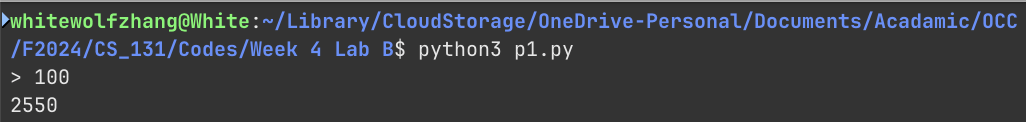 whitewolfzhang@White:~/Library/CloudStorage/OneDrive-Personal/Documents/Acadamic/OCC
/F2024/CS_131/Codes/Week 4 Lab B$ python3 p1.py
> 100
2550